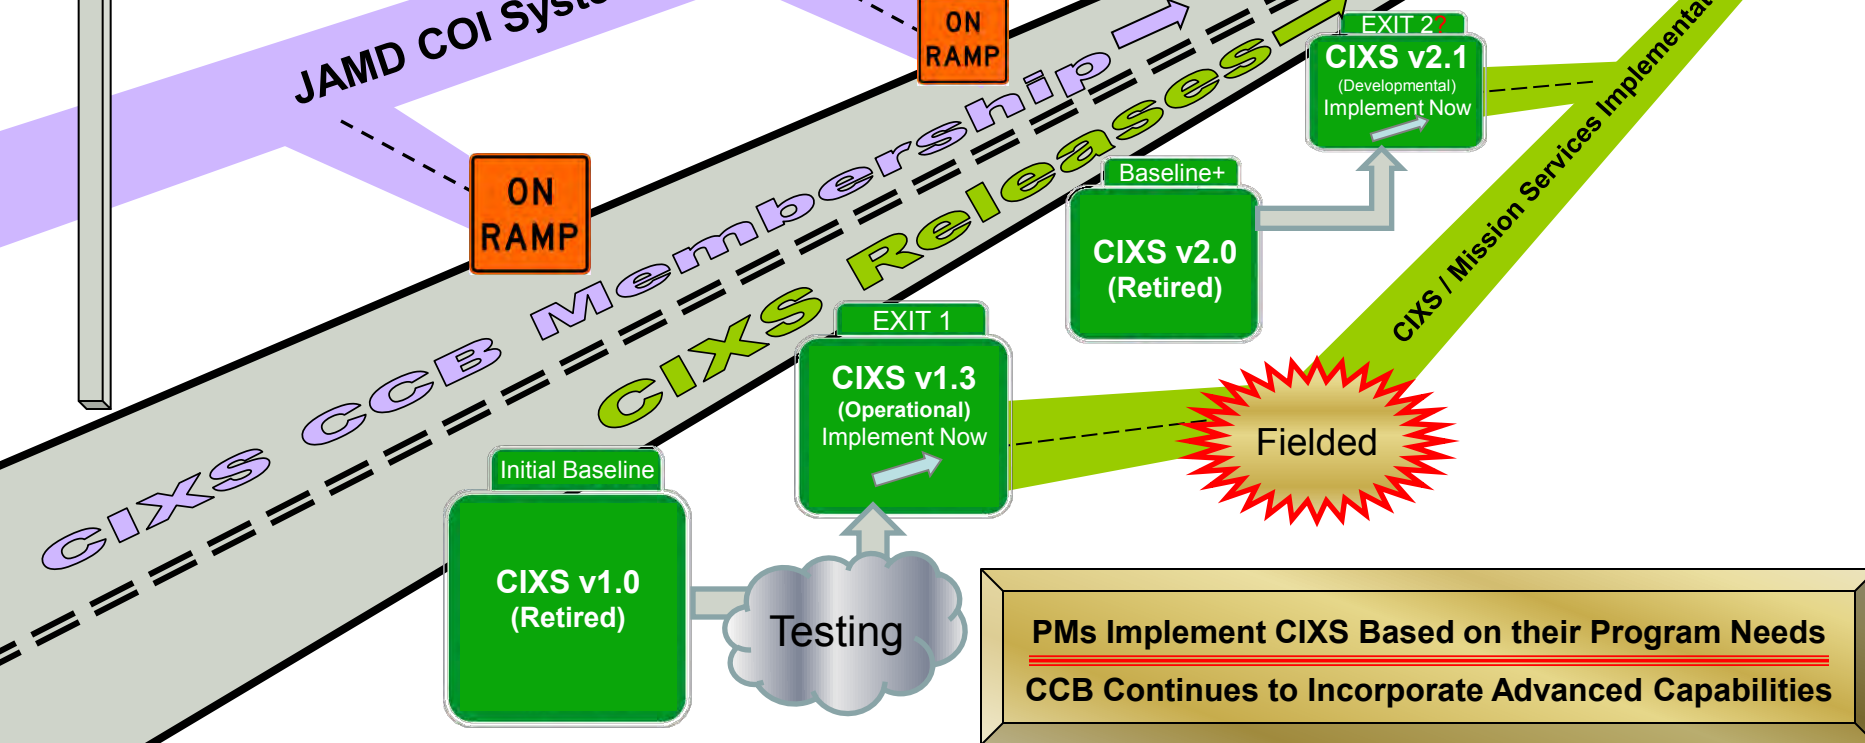 JAMD COI Syste
ON
RAMP
ON
RAMP
CIXS CCB Membership
CIXS Releases
EXIT 2?
CIXS v2.1
(Developmental)
Implement Now
Baseline+
CIXS v2.0
(Retired)
CIXS / Mission Services Implementat
EXIT 1
CIXS v1.3
(Operational)
Implement Now
Fielded
Initial Baseline
CIXS v1.0
(Retired)
Testing
PMs Implement CIXS Based on their Program Needs
CCB Continues to Incorporate Advanced Capabilities